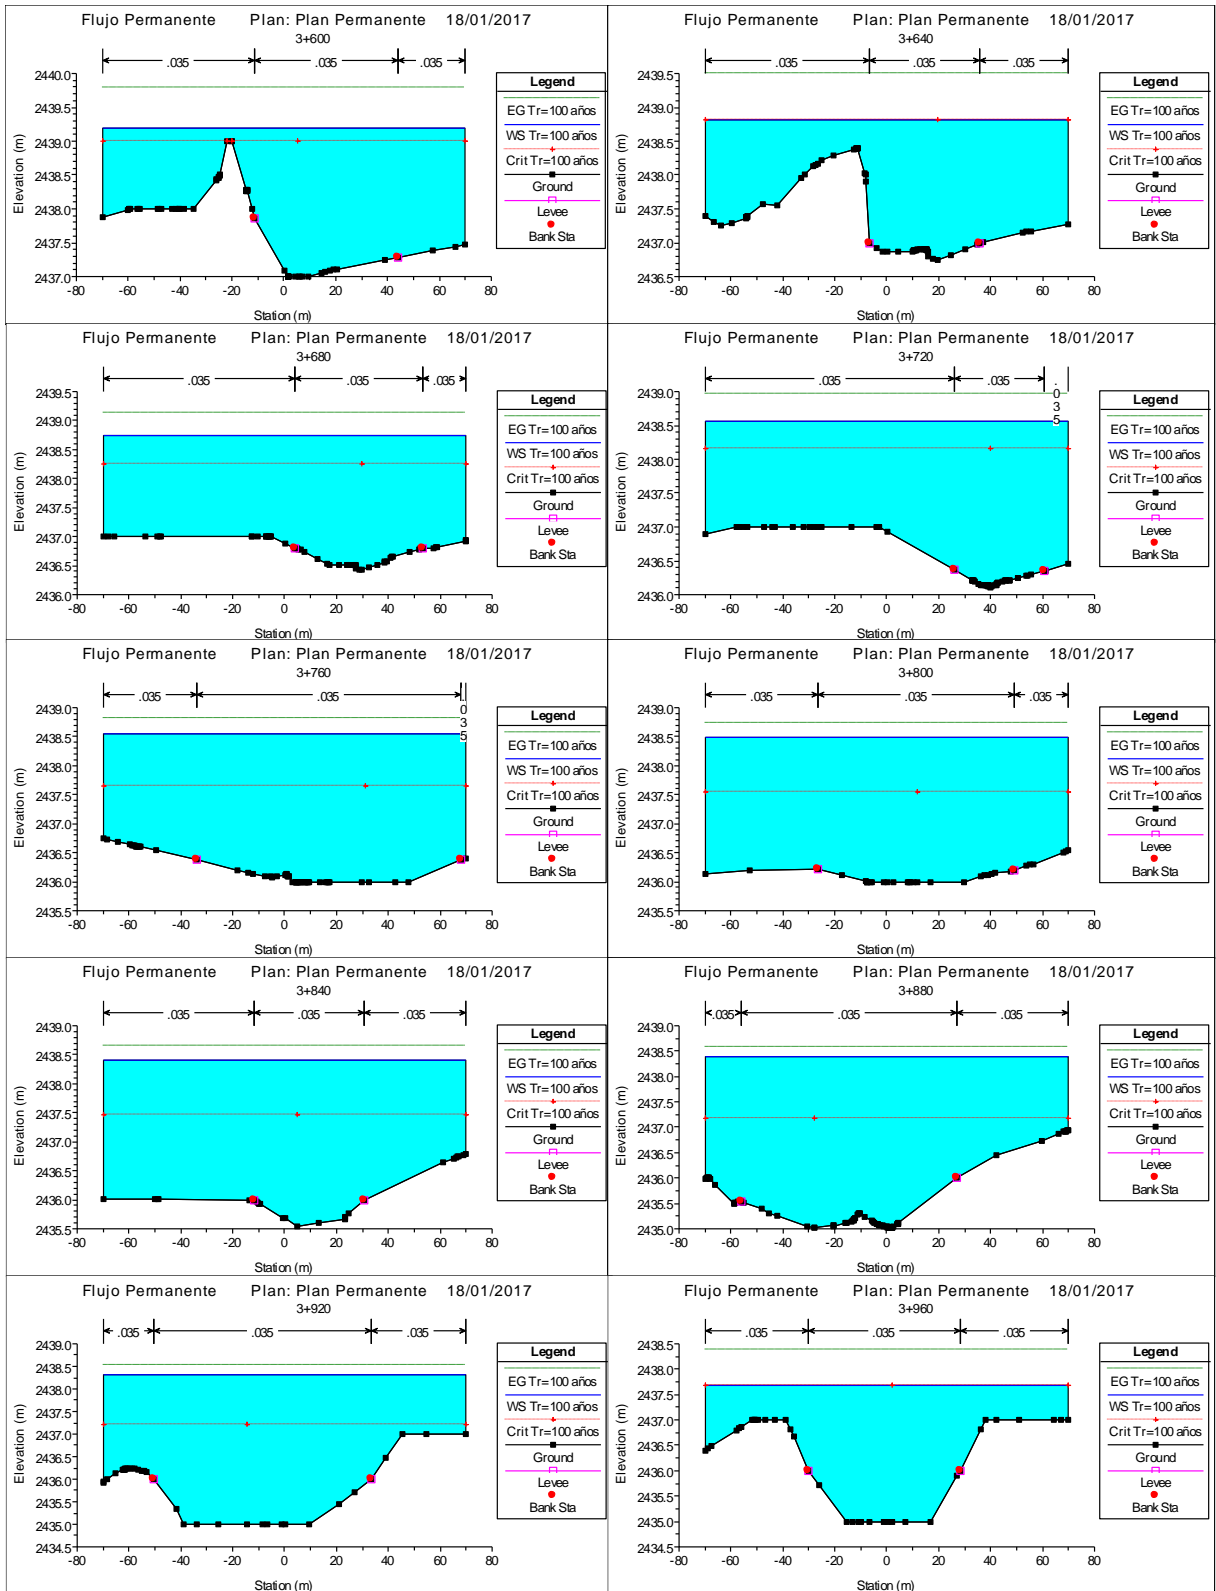 Flujo Permanente Plan: Plan Permanente 18/01/2017
3+600
.035 .035 .035
2440.0
2439.5
2439.0
2438.5
2438.0
2437.5
2437.0
Elevation (m)
-80 -60 -40 -20 0 20 40 60 80
Station (m)
Legend
EG Tr=100 años
WS Tr=100 años
Crit Tr=100 años
Ground
Levee
Bank Sta
Flujo Permanente Plan: Plan Permanente 18/01/2017
3+640
.035 .035 .035
2439.5
2439.0
2438.5
2438.0
2437.5
2437.0
2436.5
Elevation (m)
-80 -60 -40 -20 0 20 40 60 80
Station (m)
Legend
EG Tr=100 años
WS Tr=100 años
Crit Tr=100 años
Ground
Levee
Bank Sta
Flujo Permanente Plan: Plan Permanente 18/01/2017
3+680
.035 .035 .035
2439.5
2439.0
2438.5
2438.0
2437.5
2437.0
2436.5
2436.0
Elevation (m)
-80 -60 -40 -20 0 20 40 60 80
Station (m)
Legend
EG Tr=100 años
WS Tr=100 años
Crit Tr=100 años
Ground
Levee
Bank Sta
Flujo Permanente Plan: Plan Permanente 18/01/2017
3+720
.035 .035 .035
2439.0
2438.5
2438.0
2437.5
2437.0
2436.5
2436.0
Elevation (m)
-80 -60 -40 -20 0 20 40 60 80
Station (m)
Legend
EG Tr=100 años
WS Tr=100 años
Crit Tr=100 años
Ground
Levee
Bank Sta
Flujo Permanente Plan: Plan Permanente 18/01/2017
3+760
.035 .035 .035
2439.0
2438.5
2438.0
2437.5
2437.0
2436.5
2436.0
2435.5
Elevation (m)
-80 -60 -40 -20 0 20 40 60 80
Station (m)
Legend
EG Tr=100 años
WS Tr=100 años
Crit Tr=100 años
Ground
Levee
Bank Sta
Flujo Permanente Plan: Plan Permanente 18/01/2017
3+800
.035 .035 .035
2439.0
2438.5
2438.0
2437.5
2437.0
2436.5
2436.0
2435.5
Elevation (m)
-80 -60 -40 -20 0 20 40 60 80
Station (m)
Legend
EG Tr=100 años
WS Tr=100 años
Crit Tr=100 años
Ground
Levee
Bank Sta
Flujo Permanente Plan: Plan Permanente 18/01/2017
3+840
.035 .035 .035
2439.0
2438.5
2438.0
2437.5
2437.0
2436.5
2436.0
2435.5
Elevation (m)
-80 -60 -40 -20 0 20 40 60 80
Station (m)
Legend
EG Tr=100 años
WS Tr=100 años
Crit Tr=100 años
Ground
Levee
Bank Sta
Flujo Permanente Plan: Plan Permanente 18/01/2017
3+880
.035 .035 .035
2439.0
2438.5
2438.0
2437.5
2437.0
2436.5
2436.0
2435.5
2435.0
Elevation (m)
-80 -60 -40 -20 0 20 40 60 80
Station (m)
Legend
EG Tr=100 años
WS Tr=100 años
Crit Tr=100 años
Ground
Levee
Bank Sta
Flujo Permanente Plan: Plan Permanente 18/01/2017
3+920
.035 .035 .035
2439.0
2438.5
2438.0
2437.5
2437.0
2436.5
2436.0
2435.5
2435.0
2434.5
Elevation (m)
-80 -60 -40 -20 0 20 40 60 80
Station (m)
Legend
EG Tr=100 años
WS Tr=100 años
Crit Tr=100 años
Ground
Levee
Bank Sta
Flujo Permanente Plan: Plan Permanente 18/01/2017
3+960
.035 .035 .035
2438.5
2438.0
2437.5
2437.0
2436.5
2436.0
2435.5
2435.0
2434.5
Elevation (m)
-80 -60 -40 -20 0 20 40 60 80
Station (m)
Legend
EG Tr=100 años
WS Tr=100 años
Crit Tr=100 años
Ground
Levee
Bank Sta